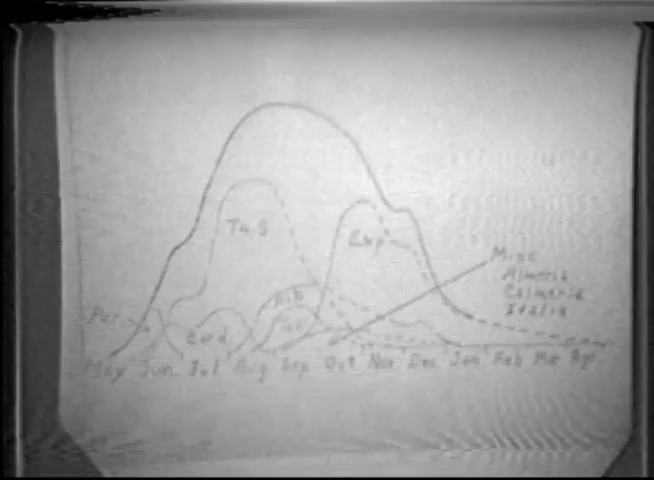 T.S.
Emp
Rib
Per.
Card.
Misc
Almeria
Calmeria
Italia
May Jun Jul Aug Sep Oct Nov Dec Jan Feb Mar Apr